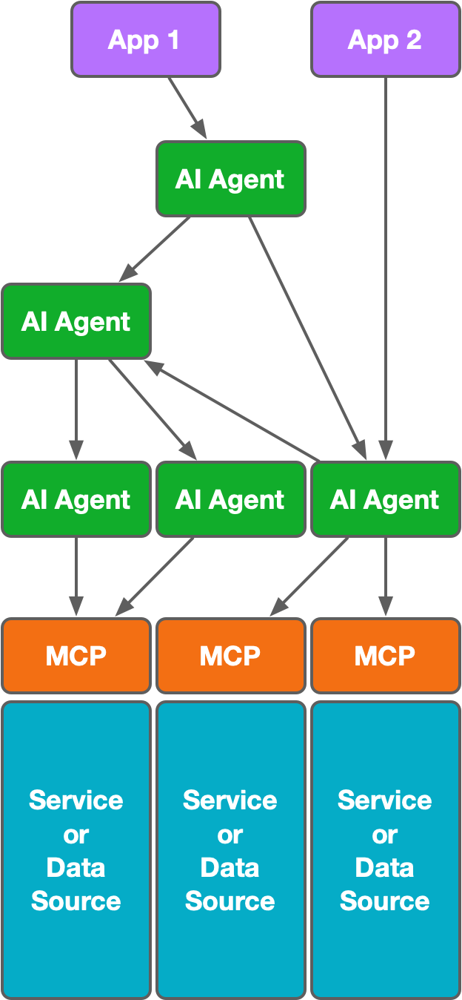 App 1
App 2
AI Agent
AI Agent
AI Agent
AI Agent
AI Agent
MCP
MCP
MCP
Service
or
Data
Source
Service
or
Data
Source
Service
or
Data
Source